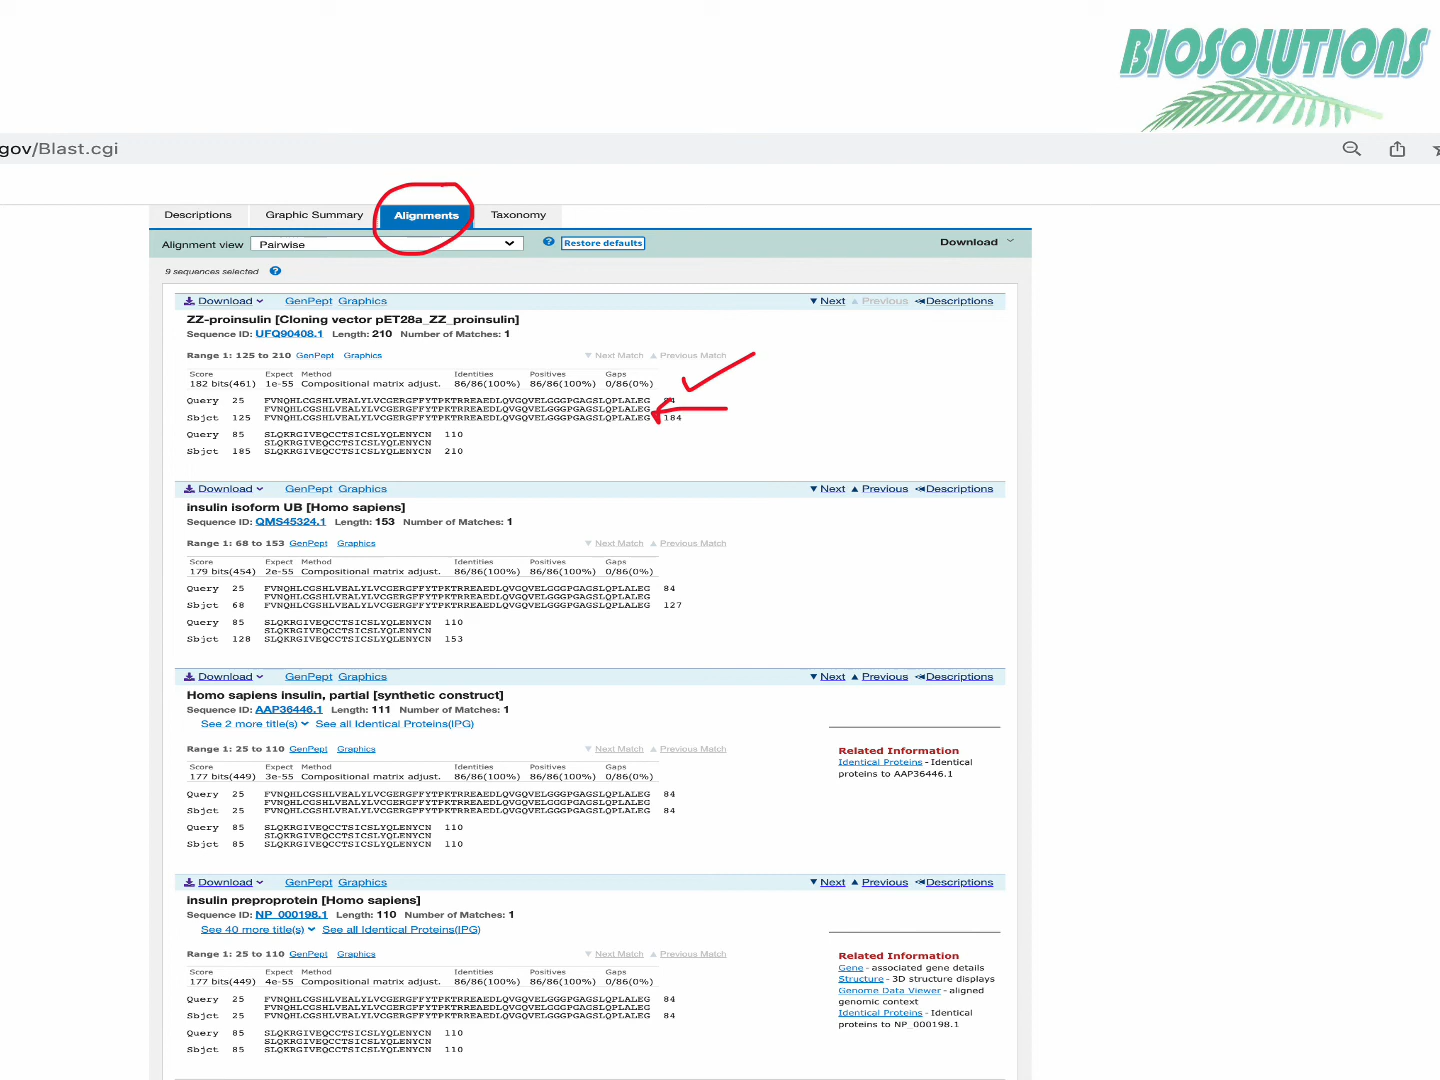 BIOSOLUTIONS
gov/Blast.cgi
Descriptions Graphic Summary Alignments Taxonomy
Alignment view Pairwise Restore defaults Download
9 sequences selected
Download GenPept Graphics Next Previous Descriptions
ZZ-proinsulin [Cloning vector pET28a_ZZ_proinsulin]
Sequence ID: UFQ90408.1 Length: 210 Number of Matches: 1
Range 1: 125 to 210 GenPept Graphics Next Match Previous Match
Score Expect Method Identities Positives Gaps
182 bits(461) 1e-55 Compositional matrix adjust. 86/86(100%) 86/86(100%) 0/86(0%)
Query 25 FVNQHLCGSHLVEALYLVCGERGFFYTPKTRREAEDLQVGQVELGGGPGAGSLQPLALEG 84
FVNQHLCGSHLVEALYLVCGERGFFYTPKTRREAEDLQVGQVELGGGPGAGSLQPLALEG
Sbjct 125 FVNQHLCGSHLVEALYLVCGERGFFYTPKTRREAEDLQVGQVELGGGPGAGSLQPLALEG 184
Query 85 SLQKRGIVEQCCTSICSLYQLENYCN 110
SLQKRGIVEQCCTSICSLYQLENYCN
Sbjct 185 SLQKRGIVEQCCTSICSLYQLENYCN 210
Download GenPept Graphics Next Previous Descriptions
insulin isoform UB [Homo sapiens]
Sequence ID: QMS45324.1 Length: 153 Number of Matches: 1
Range 1: 68 to 153 GenPept Graphics Next Match Previous Match
Score Expect Method Identities Positives Gaps
179 bits(454) 2e-55 Compositional matrix adjust. 86/86(100%) 86/86(100%) 0/86(0%)
Query 25 FVNQHLCGSHLVEALYLVCGERGFFYTPKTRREAEDLQVGQVELGGGPGAGSLQPLALEG 84
FVNQHLCGSHLVEALYLVCGERGFFYTPKTRREAEDLQVGQVELGGGPGAGSLQPLALEG
Sbjct 68 FVNQHLCGSHLVEALYLVCGERGFFYTPKTRREAEDLQVGQVELGGGPGAGSLQPLALEG 127
Query 85 SLQKRGIVEQCCTSICSLYQLENYCN 110
SLQKRGIVEQCCTSICSLYQLENYCN
Sbjct 128 SLQKRGIVEQCCTSICSLYQLENYCN 153
Download GenPept Graphics Next Previous Descriptions
Homo sapiens insulin, partial [synthetic construct]
Sequence ID: AAP36446.1 Length: 111 Number of Matches: 1
See 2 more title(s) See all Identical Proteins(IPG)
Range 1: 25 to 110 GenPept Graphics Next Match Previous Match
Score Expect Method Identities Positives Gaps
177 bits(449) 3e-55 Compositional matrix adjust. 86/86(100%) 86/86(100%) 0/86(0%)
Query 25 FVNQHLCGSHLVEALYLVCGERGFFYTPKTRREAEDLQVGQVELGGGPGAGSLQPLALEG 84
FVNQHLCGSHLVEALYLVCGERGFFYTPKTRREAEDLQVGQVELGGGPGAGSLQPLALEG
Sbjct 25 FVNQHLCGSHLVEALYLVCGERGFFYTPKTRREAEDLQVGQVELGGGPGAGSLQPLALEG 84
Query 85 SLQKRGIVEQCCTSICSLYQLENYCN 110
SLQKRGIVEQCCTSICSLYQLENYCN
Sbjct 85 SLQKRGIVEQCCTSICSLYQLENYCN 110
Related Information
Identical Proteins - Identical
proteins to AAP36446.1
Download GenPept Graphics Next Previous Descriptions
insulin preproprotein [Homo sapiens]
Sequence ID: NP_000198.1 Length: 110 Number of Matches: 1
See 40 more title(s) See all Identical Proteins(IPG)
Range 1: 25 to 110 GenPept Graphics Next Match Previous Match
Score Expect Method Identities Positives Gaps
177 bits(449) 4e-55 Compositional matrix adjust. 86/86(100%) 86/86(100%) 0/86(0%)
Query 25 FVNQHLCGSHLVEALYLVCGERGFFYTPKTRREAEDLQVGQVELGGGPGAGSLQPLALEG 84
FVNQHLCGSHLVEALYLVCGERGFFYTPKTRREAEDLQVGQVELGGGPGAGSLQPLALEG
Sbjct 25 FVNQHLCGSHLVEALYLVCGERGFFYTPKTRREAEDLQVGQVELGGGPGAGSLQPLALEG 84
Query 85 SLQKRGIVEQCCTSICSLYQLENYCN 110
SLQKRGIVEQCCTSICSLYQLENYCN
Sbjct 85 SLQKRGIVEQCCTSICSLYQLENYCN 110
Related Information
Gene - associated gene details
Structure - 3D structure displays
Genome Data Viewer - aligned
genomic context
Identical Proteins - Identical
proteins to NP_000198.1